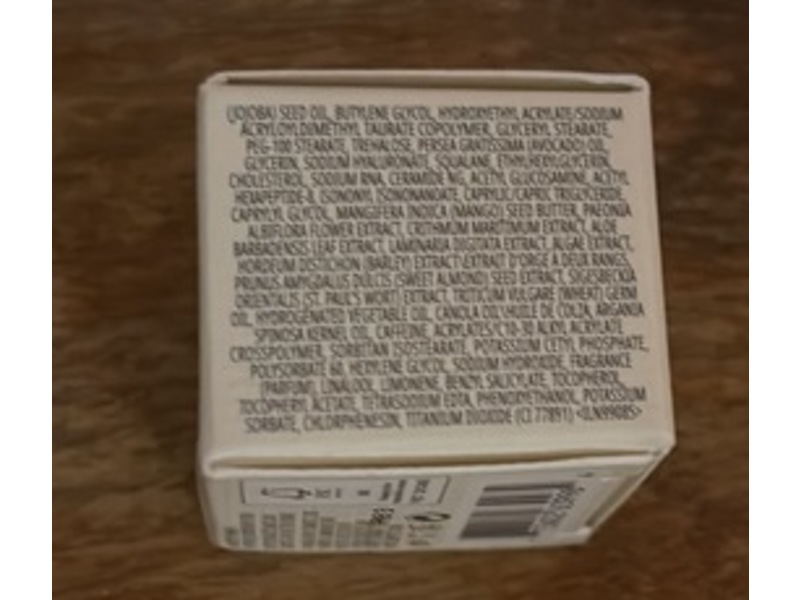 (JOJOBA) SEED OIL, BUTYLENE GLYCOL, HYDROXYETHYL ACRYLATE/SODIUM
ACRYLOYLDIMETHYL TAURATE COPOLYMER, GLYCERYL STEARATE,
PEG-100 STEARATE, TREHALOSE, PERSEA GRATISSIMA (AVOCADO) OIL,
GLYCERIN, SODIUM HYALURONATE, SQUALANE, ETHYLHEXYLGLYCERIN,
CHOLESTEROL, SODIUM RNA, CERAMIDE NG, ACETYL GLUCOSAMINE, ACETYL
HEXAPEPTIDE-8, ISONONYL ISONONANOATE, CAPRYLIC/CAPRIC TRIGLYCERIDE,
CAPRYLYL GLYCOL, MANGIFERA INDICA (MANGO) SEED BUTTER, PAEONIA
ALBIFLORA FLOWER EXTRACT, CRITHMUM MARITIMUM EXTRACT, ALOE
BARBADENSIS LEAF EXTRACT, LAMINARIA DIGITATA EXTRACT, ALGAE EXTRACT,
HORDEUM DISTICHON (BARLEY) EXTRACT\EXTRAIT D'ORGE A DEUX RANGS,
PRUNUS AMYGDALUS DULCIS (SWEET ALMOND) SEED EXTRACT, SIGESBECKIA
ORIENTALIS (ST. PAUL'S WORT) EXTRACT, TRITICUM VULGARE (WHEAT) GERM
OIL, HYDROGENATED VEGETABLE OIL, CANOLA OIL\HUILE DE COLZA, ARGANIA
SPINOSA KERNEL OIL, CAFFEINE, ACRYLATES/C10-30 ALKYL ACRYLATE
CROSSPOLYMER, SORBITAN ISOSTEARATE, POTASSIUM CETYL PHOSPHATE,
POLYSORBATE 60, HEXYLENE GLYCOL, SODIUM HYDROXIDE, FRAGRANCE
(PARFUM), LINALOOL, LIMONENE, BENZYL SALICYLATE, TOCOPHEROL,
TOCOPHERYL ACETATE, TETRASODIUM EDTA, PHENOXYETHANOL, POTASSIUM
SORBATE, CHLORPHENESIN, TITANIUM DIOXIDE (CI 77891) <ILN99085>